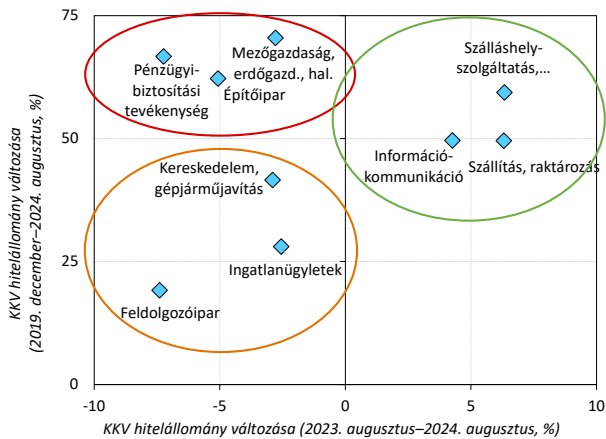 KKV hitelállomány változása
(2019. december–2024. augusztus, %)
75
50
25
0
Mezőgazdaság,
erdőgazd., hal.
Pénzügyi-
biztosítási
tevékenység
Építőipar
Szálláshely-
szolgáltatás,...
Információ-
kommunikáció
Szállítás, raktározás
Kereskedelem,
gépjárműjavítás
Ingatlanügyletek
Feldolgozóipar
-10
-5
0
5
10
KKV hitelállomány változása (2023. augusztus–2024. augusztus, %)